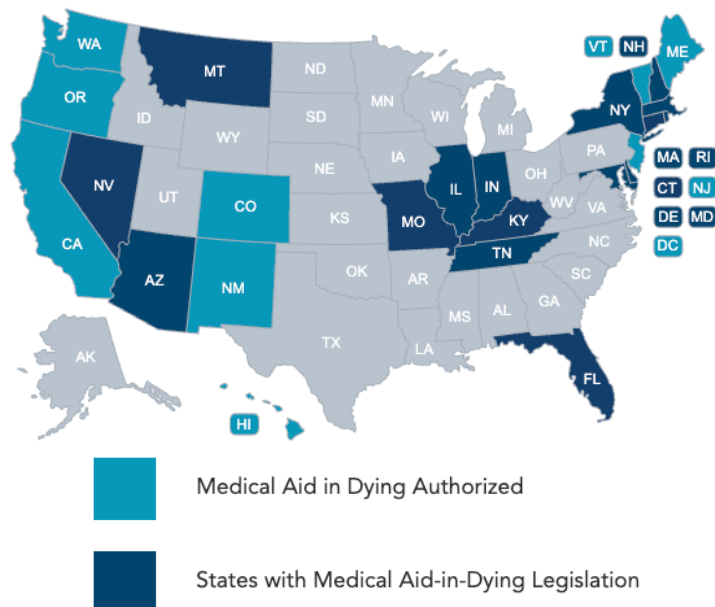 WA
MT
ND
MN
VT NH
ME
OR
ID
SD
WI
MI
NY
WY
IA
PA
MA RI
NV
UT
NE
IL
IN
OH
CT NJ
CA
CO
KS
MO
KY
WV
VA
DE MD
AZ
NM
OK
AR
TN
NC
DC
SC
TX
LA
MS
AL
GA
AK
FL
HI
Medical Aid in Dying Authorized
States with Medical Aid-in-Dying Legislation